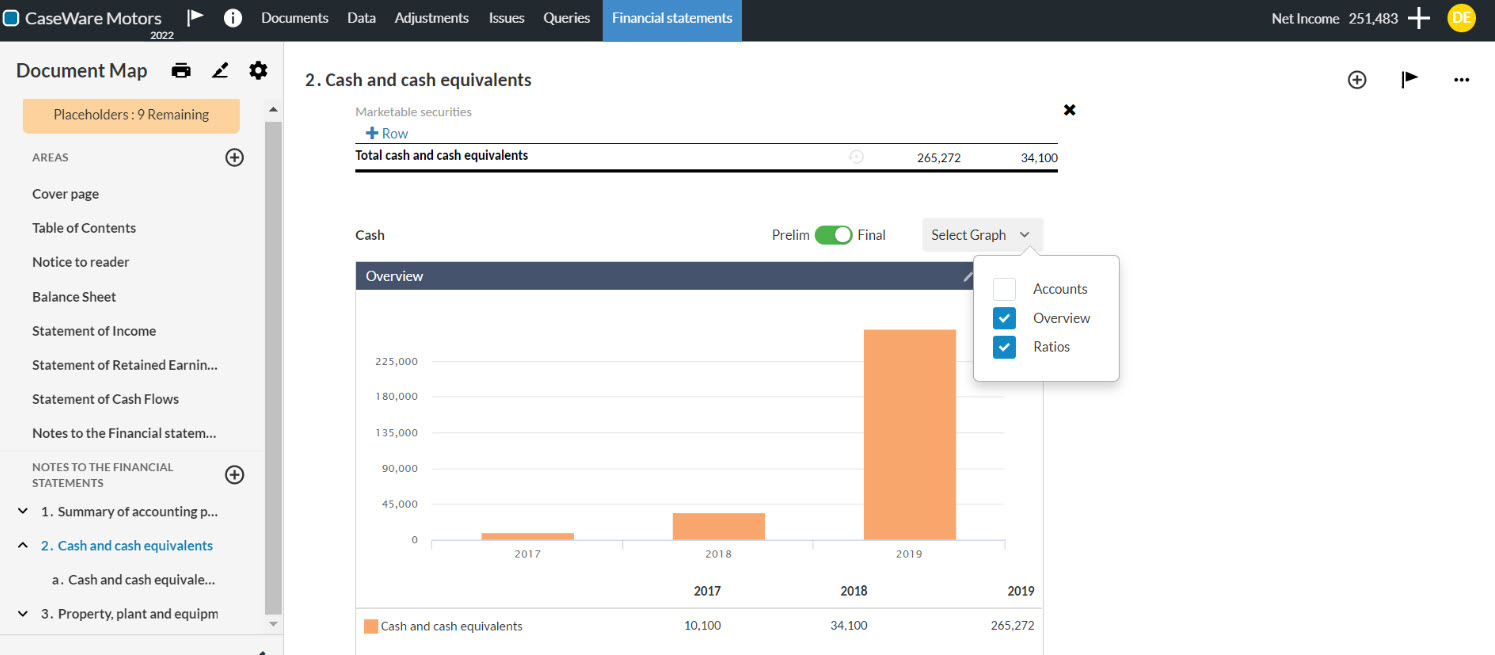 CaseWare Motors
2022
Documents
Data
Adjustments
Issues
Queries
Financial statements
Net Income 251,483
DE
Document Map
Placeholders : 9 Remaining
AREAS
Cover page
Table of Contents
Notice to reader
Balance Sheet
Statement of Income
Statement of Retained Earnin...
Statement of Cash Flows
Notes to the Financial statem...
NOTES TO THE FINANCIAL
STATEMENTS
1. Summary of accounting p...
2. Cash and cash equivalents
a. Cash and cash equivale...
3. Property, plant and equipm
2. Cash and cash equivalents
Marketable securities
Row
Total cash and cash equivalents 265,272 34,100
Cash
Prelim Final
Select Graph
Accounts
Overview
Ratios
Overview
225,000
180,000
135,000
90,000
45,000
0
2017 2018 2019
2017 2018 2019
Cash and cash equivalents 10,100 34,100 265,272